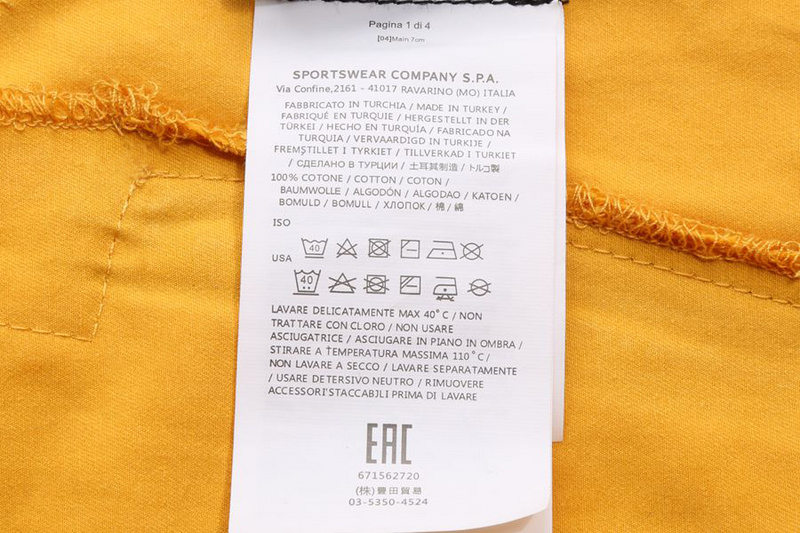 Pagina 1 di 4
[04]Main 7cm
SPORTSWEAR COMPANY S.P.A.
Via Confine,2161 - 41017 RAVARINO (MO) ITALIA
FABBRICATO IN TURCHIA / MADE IN TURKEY /
FABRIQUÉ EN TURQUIE / HERGESTELLT IN DER
TÜRKEI / HECHO EN TURQUÍA / FABRICADO NA
TURQUIA / VERVAARDIGD IN TURKIJE /
FREMSTILLET I TYRKIET / TILLVERKAD I TURKIET
/ СДЕЛАНО В ТУРЦИИ / 土耳其制造 / トルコ製
100% COTONE / COTTON / COTON /
BAUMWOLLE / ALGODÓN / ALGODAO / KATOEN /
BOMULD / BOMULL / ХЛОПОК / 棉 / 綿
ISO
40
USA
40
LAVARE DELICATAMENTE MAX 40°C / NON
TRATTARE CON CLORO / NON USARE
ASCIUGATRICE / ASCIUGARE IN PIANO IN OMBRA /
STIRARE A TEMPERATURA MASSIMA 110°C /
NON LAVARE A SECCO / LAVARE SEPARATAMENTE
/ USARE DETERSIVO NEUTRO / RIMUOVERE
ACCESSORI'STACCABJLI PRIMA DI LAVARE
EAC
671562720
(株) 豊田貿島
03-5350-4524